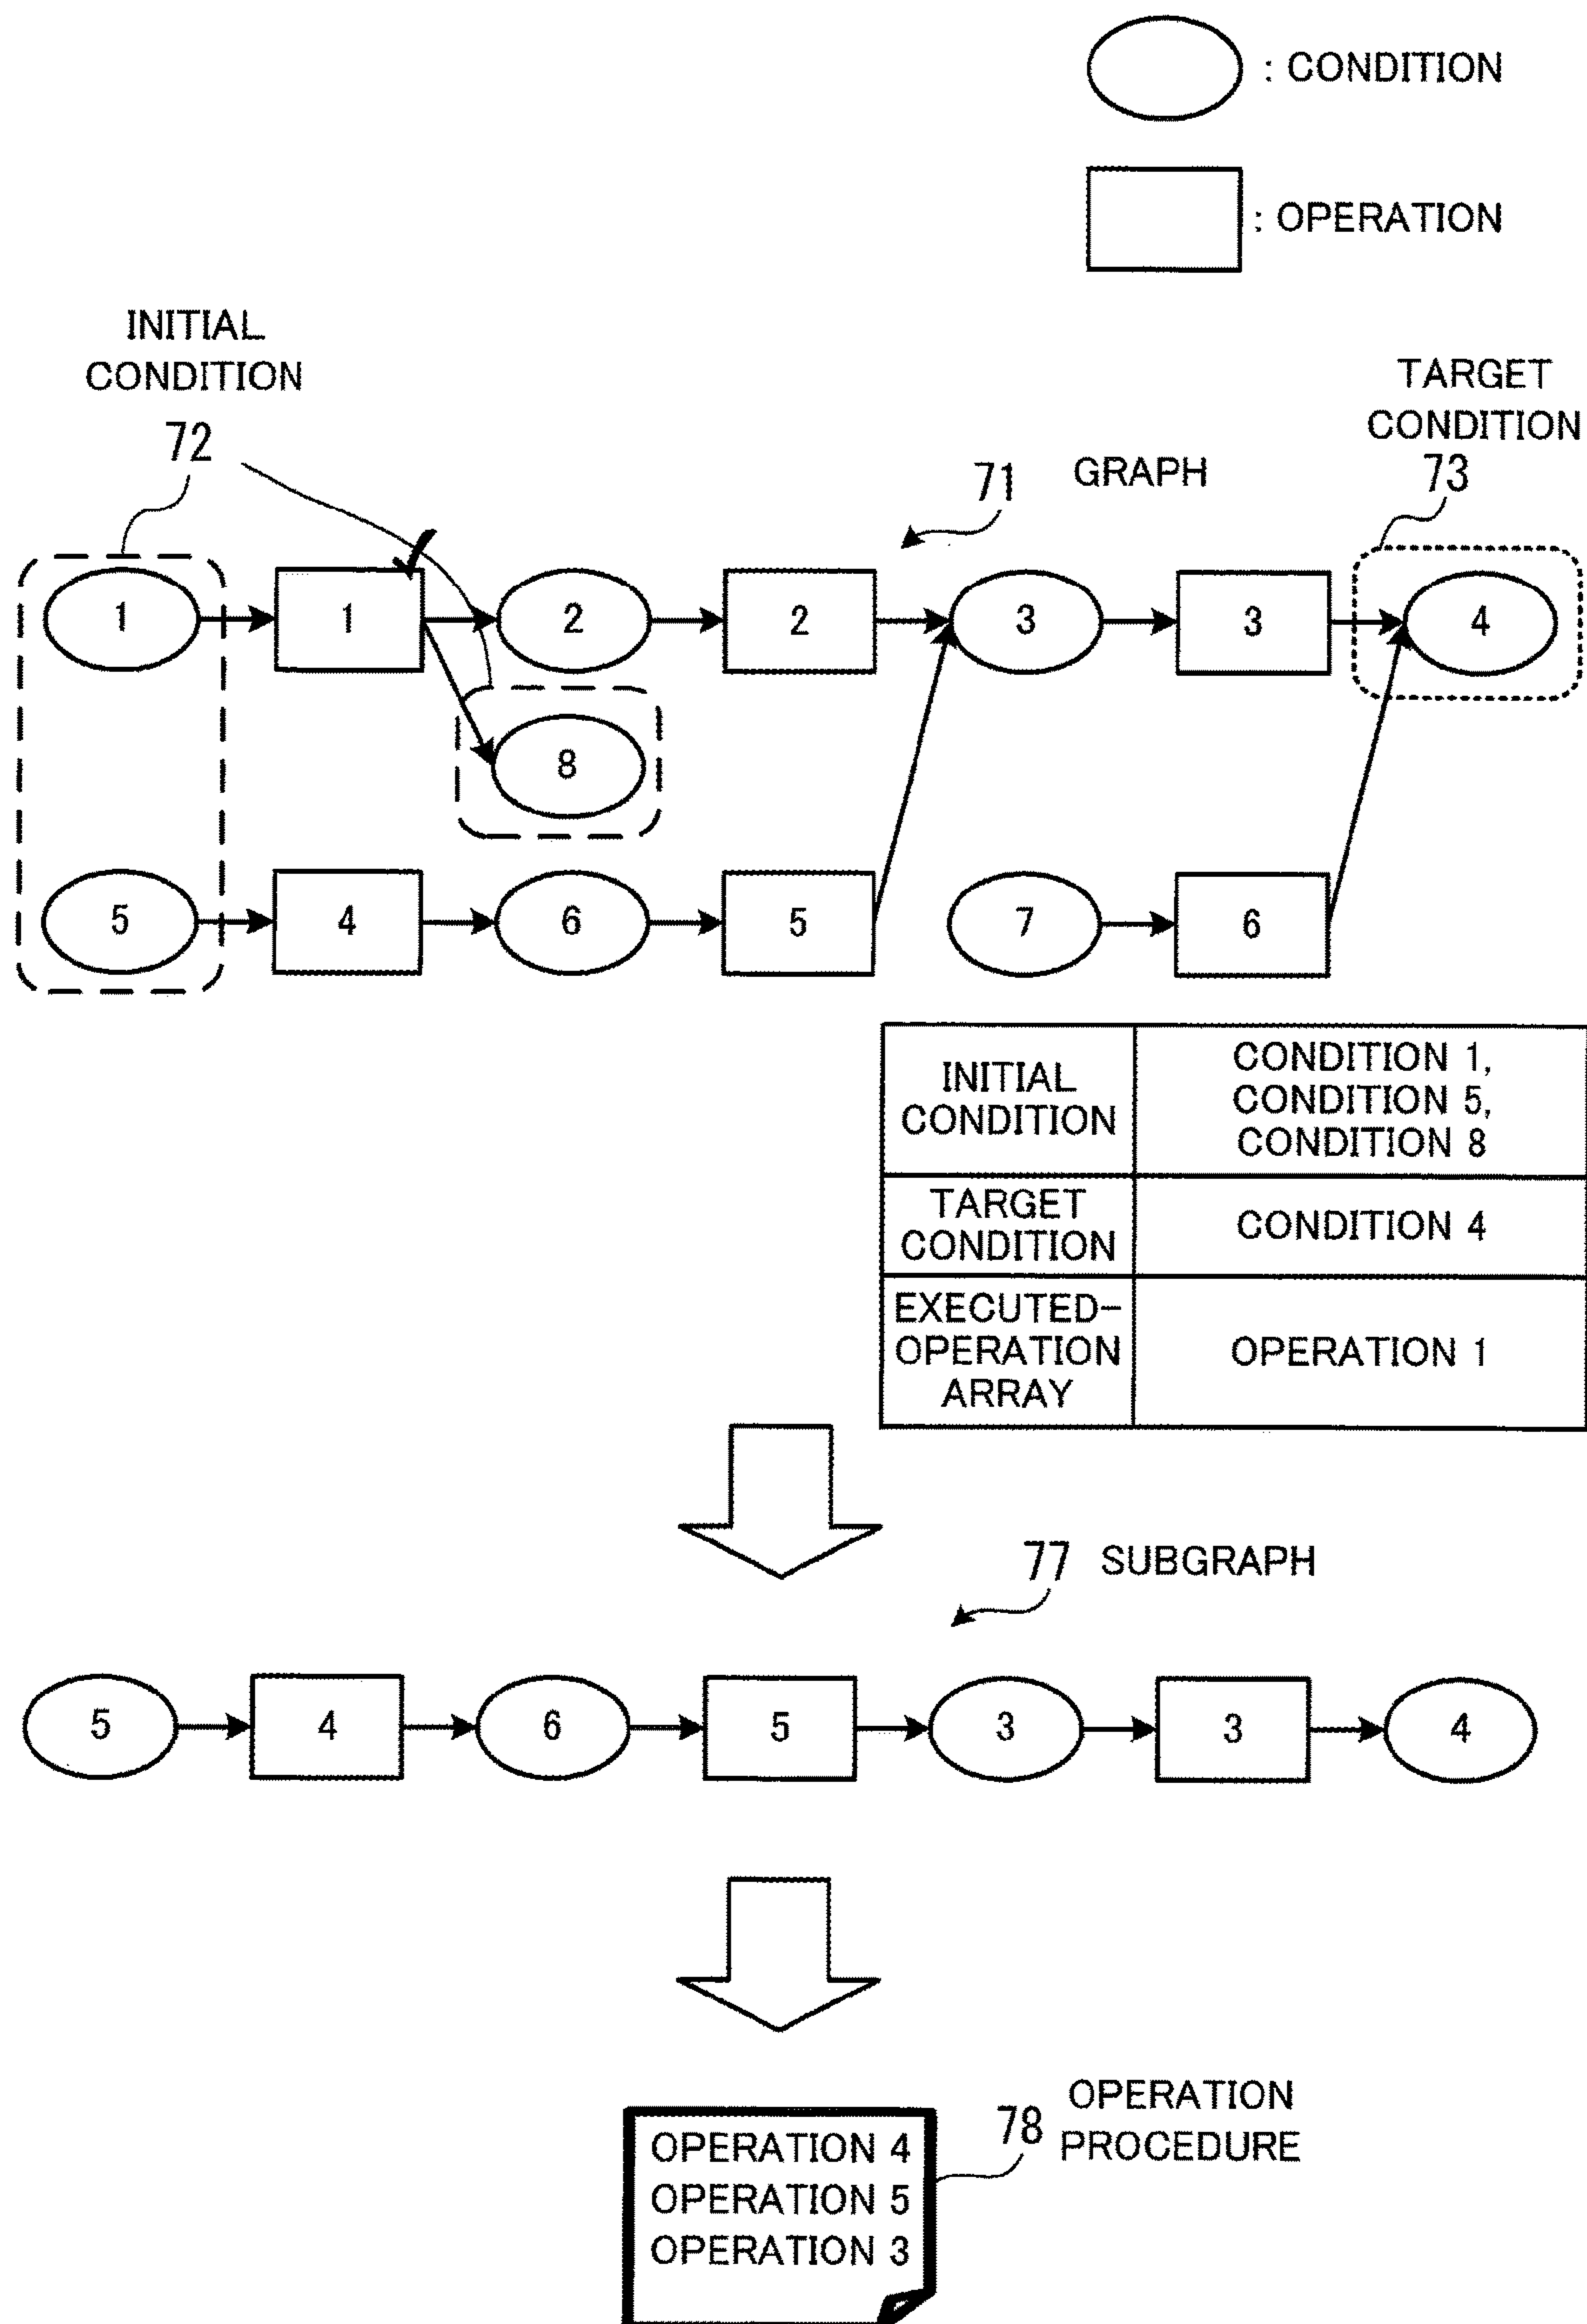 : CONDITION
: OPERATION
INITIAL
CONDITION
72
TARGET
CONDITION
73
71 GRAPH
1 1 2 2 3 3 4
8
5 4 6 5 7 6
INITIAL
CONDITION
CONDITION 1,
CONDITION 5,
CONDITION 8
TARGET
CONDITION
CONDITION 4
EXECUTED-
OPERATION
ARRAY
OPERATION 1
77 SUBGRAPH
5 4 6 5 3 3 4
OPERATION 4
OPERATION 5
OPERATION 3
78
OPERATION
PROCEDURE